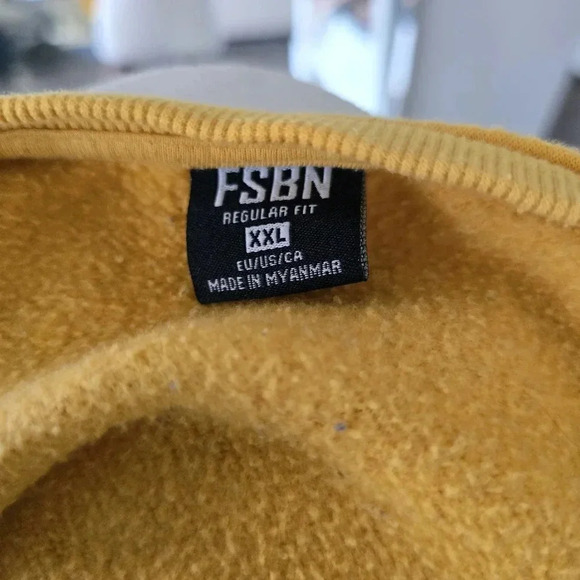 FSBN
REGULAR FIT
XXL
EU/US/CA
MADE IN MYANMAR